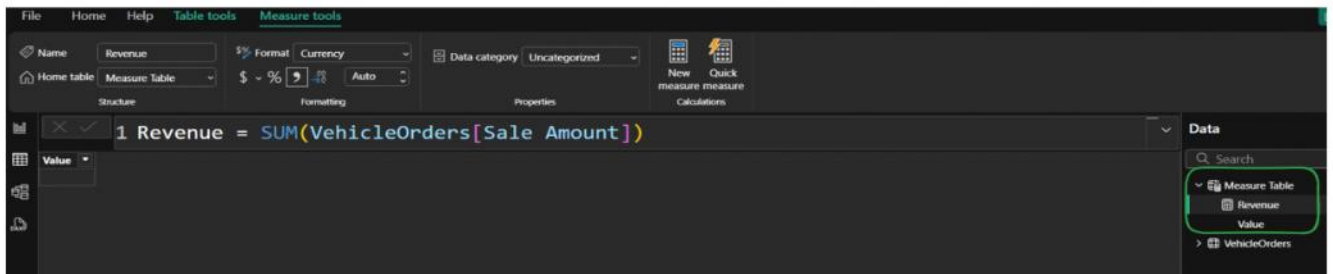 File Home Help Table tools Measure tools
Name Revenue $% Format Currency Data category Uncategorized New measure Quick measure
Home table Measure Table $ % 9 Auto
Structure Formatting Properties Calculations
1 Revenue = SUM(VehicleOrders[Sale Amount])
Data
Value
Search
Measure Table
Revenue
Value
VehicleOrders